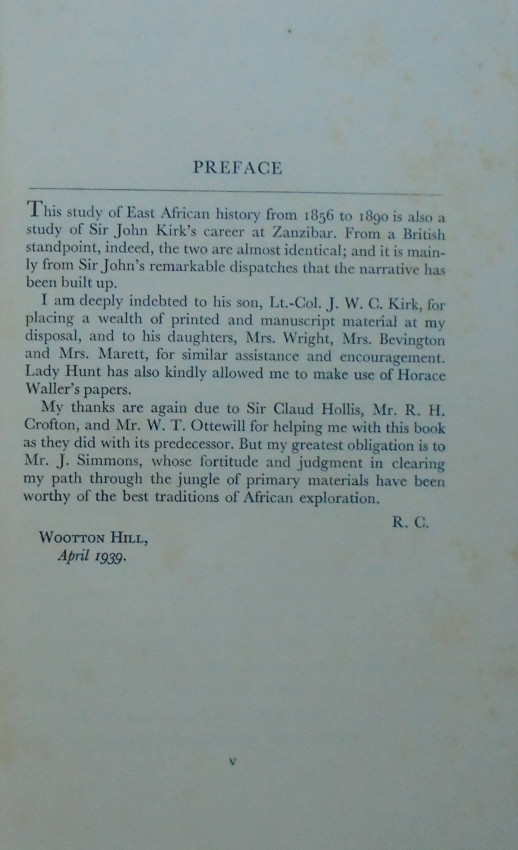 PREFACE
This study of East African history from 1856 to 1890 is also a
study of Sir John Kirk's career at Zanzibar. From a British
standpoint, indeed, the two are almost identical; and it is main-
ly from Sir John's remarkable dispatches that the narrative has
been built up.
I am deeply indebted to his son, Lt.-Col. J. W. C. Kirk, for
placing a wealth of printed and manuscript material at my
disposal, and to his daughters, Mrs. Wright, Mrs. Bevington
and Mrs. Marett, for similar assistance and encouragement.
Lady Hunt has also kindly allowed me to make use of Horace
Waller's papers.
My thanks are again due to Sir Claud Hollis, Mr. R. H.
Crofton, and Mr. W. T. Ottewill for helping me with this book
as they did with its predecessor. But my greatest obligation is to
Mr. J. Simmons, whose fortitude and judgment in clearing
my path through the jungle of primary materials have been
worthy of the best traditions of African exploration.
R. C.
WOOTTON HILL,
April 1939.
v